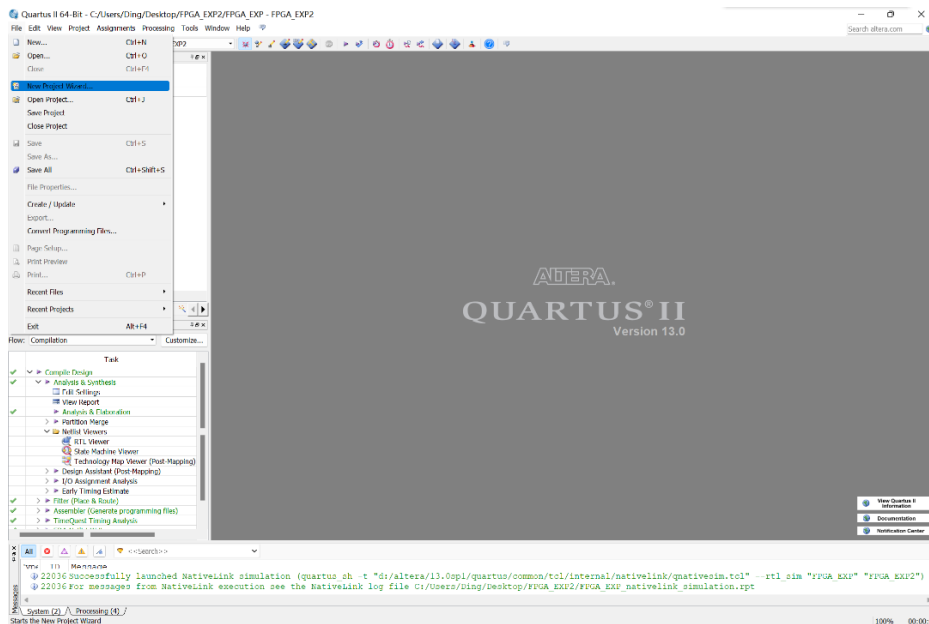 Quartus II 64-Bit - C:/Users/Ding/Desktop/FPGA_EXP2/FPGA_EXP - FPGA_EXP2
File Edit View Project Assignments Processing Tools Window Help
Search altera.com
New... Ctrl+N
Open... Ctrl+O
Close Ctrl+F4
New Project Wizard...
Open Project... Ctrl+J
Save Project
Close Project
Save Ctrl+S
Save As...
Save All Ctrl+Shift+S
File Properties...
Create / Update
Export...
Convert Programming Files...
Page Setup...
Print Preview
Print... Ctrl+P
Recent Files
Recent Projects
Exit Alt+F4
Flow: Compilation Customize...
Task
Compile Design
Analysis & Synthesis
Edit Settings
View Report
Analysis & Elaboration
Partition Merge
Netlist Viewers
RTL Viewer
State Machine Viewer
Technology Map Viewer (Post-Mapping)
Design Assistant (Post-Mapping)
I/O Assignment Analysis
Early Timing Estimate
Fitter (Place & Route)
Assembler (Generate programming files)
TimeQuest Timing Analysis
ALTERA.
QUARTUS® II
Version 13.0
View Quartus II Information
Documentation
Notification Center
All <<Search>>
Type ID Message
22036 Successfully launched NativeLink simulation (quartus_sh -t "d:/altera/13.0sp1/quartus/common/tcl/internal/nativelink/qnativesim.tcl" --rtl_sim "FPGA_EXP" "FPGA_EXP2")
22036 For messages from NativeLink execution see the NativeLink log file C:/Users/Ding/Desktop/FPGA_EXP2/FPGA_EXP_nativelink_simulation.rpt
Messages
System (2) Processing (4)
Starts the New Project Wizard 100% 00:00: